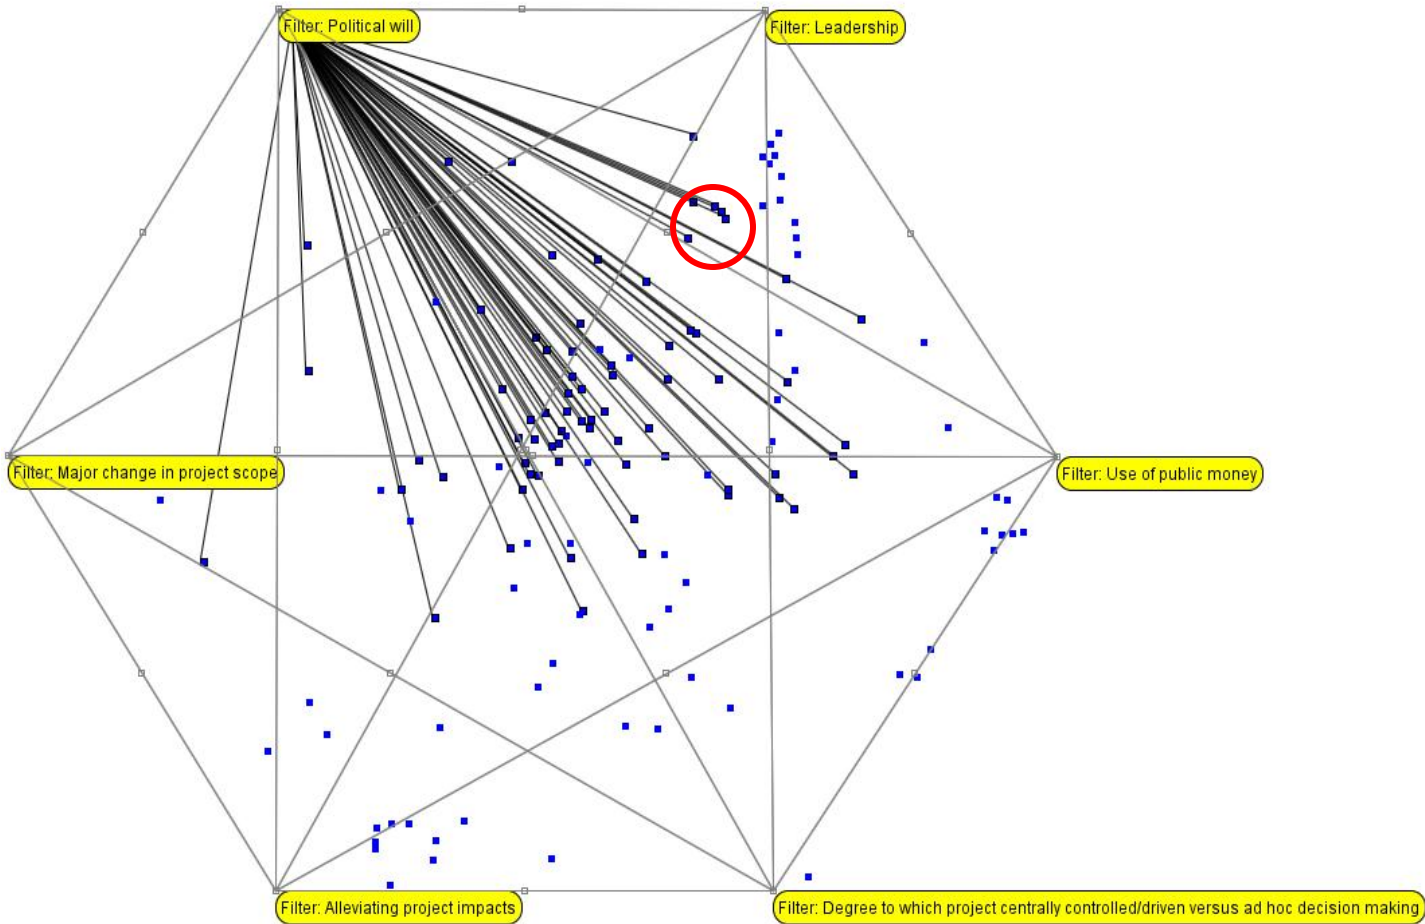 Filter: Political will
Filter: Leadership
Filter: Major change in project scope
Filter: Use of public money
Filter: Alleviating project impacts
Filter: Degree to which project centrally controlled/driven versus ad hoc decision making